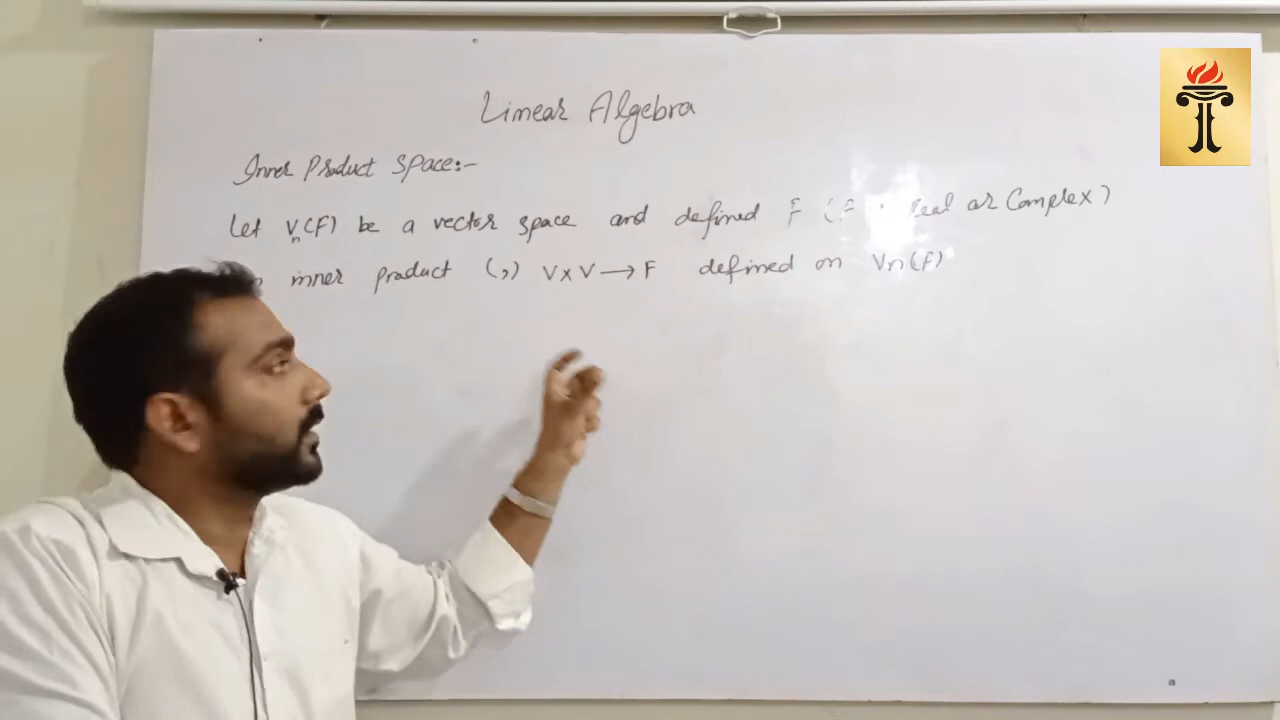 Linear Algebra
Inner Product Space:-
Let Vn(F) be a vector space and defined F (F Real or Complex)
inner product (,) V×V→F defined on Vn(F)